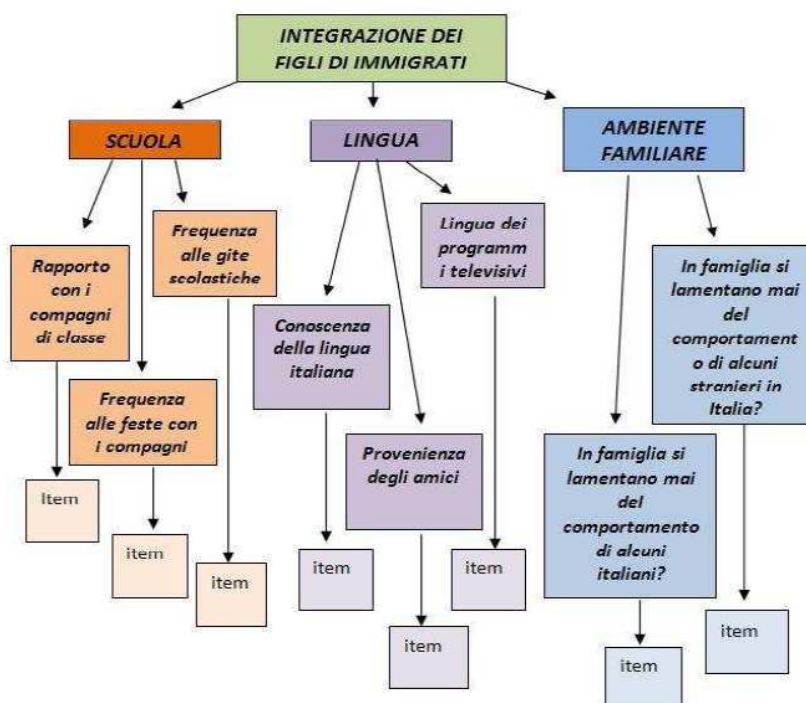 INTEGRAZIONE DEI
FIGLI DI IMMIGRATI
SCUOLA
LINGUA
AMBIENTE
FAMILIARE
Rapporto
con i
compagni
di classe
Frequenza
alle gite
scolastiche
Frequenza
alle feste con
i compagni
Conoscenza
della lingua
italiana
Lingua dei
programm
i televisivi
Provenienza
degli amici
In famiglia si
lamentano mai
del
comportament
o di alcuni
stranieri in
Italia?
In famiglia si
lamentano mai
del
comportamento
di alcuni
italiani?
Item
item
item
item
item
item
item
item